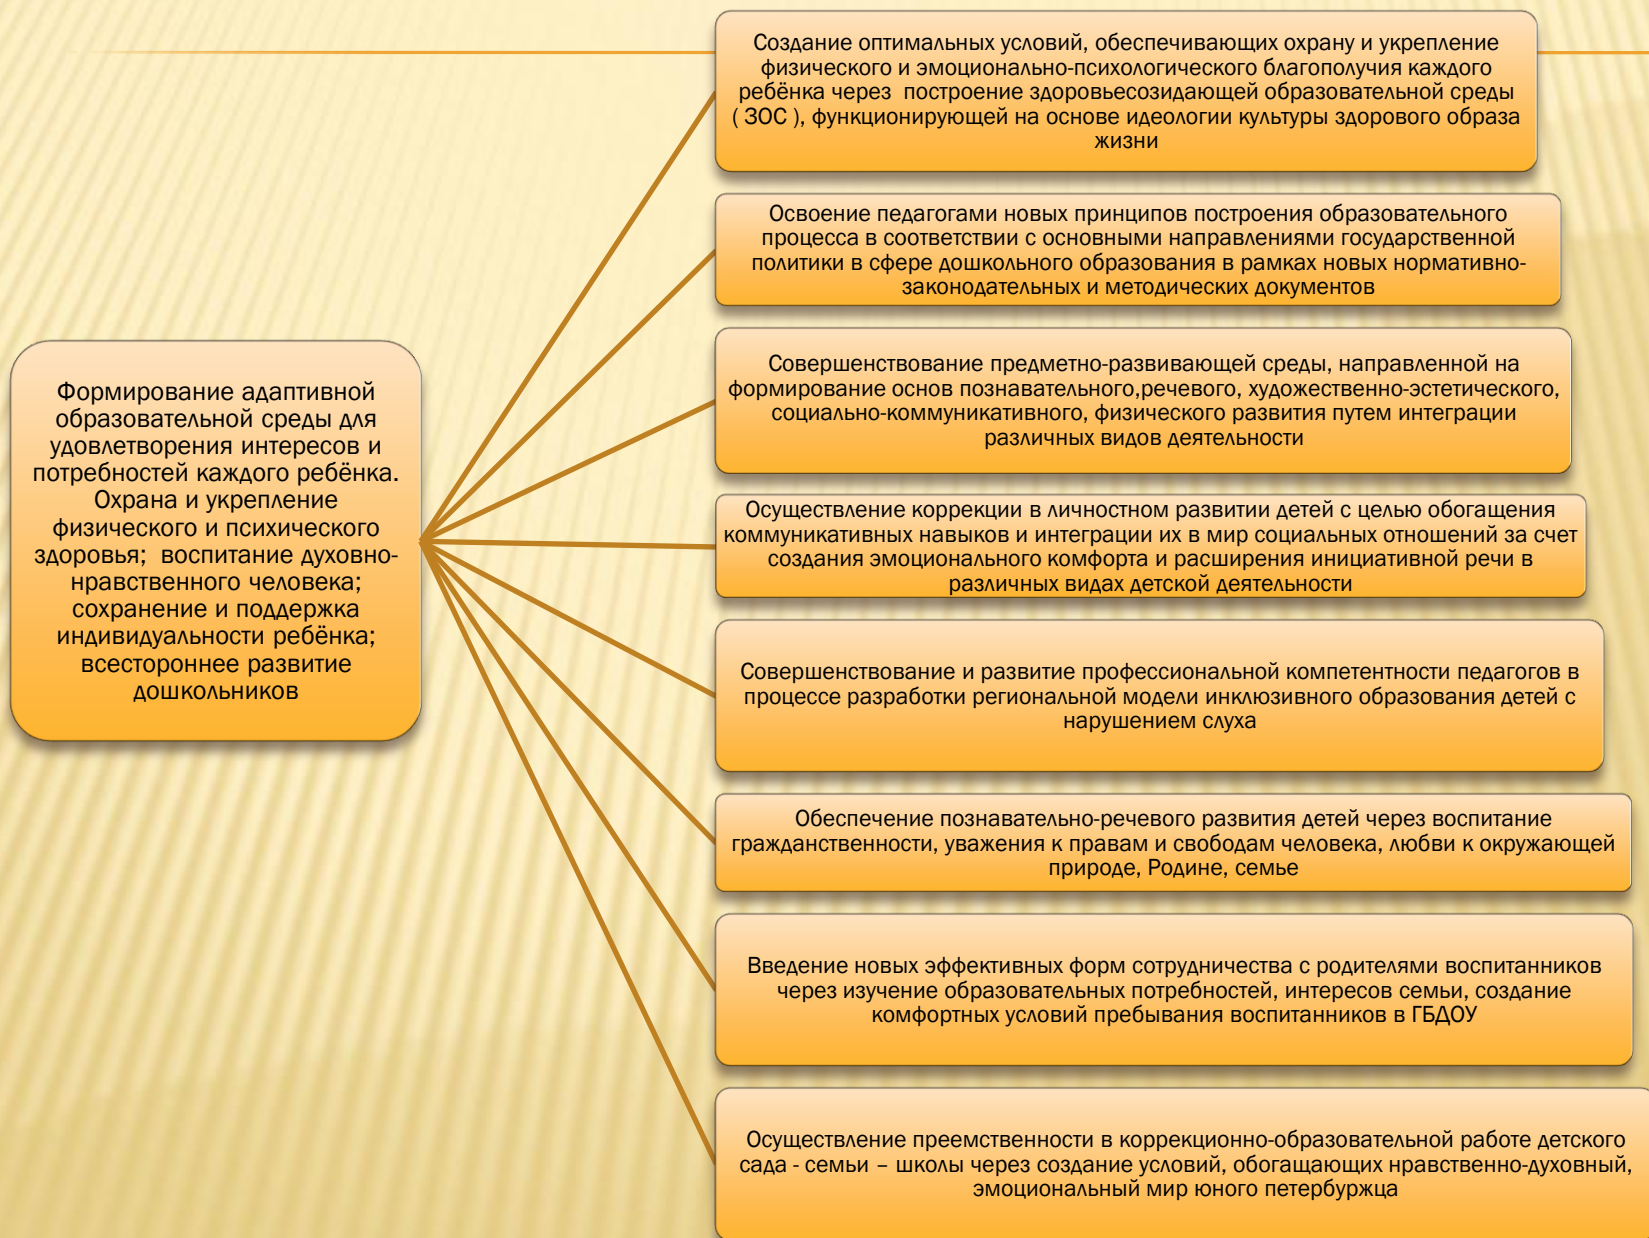 Формирование адаптивной
образовательной среды для
удовлетворения интересов и
потребностей каждого ребёнка.
Охрана и укрепление
физического и психического
здоровья;  воспитание духовно-
нравственного человека;
сохранение и поддержка
индивидуальности ребёнка;
всестороннее развитие
дошкольников
Создание оптимальных условий, обеспечивающих охрану и укрепление
физического и эмоционально-психологического благополучия каждого
ребёнка через  построение здоровьесозидающей образовательной среды
( ЗОС ), функционирующей на основе идеологии культуры здорового образа
жизни
Освоение педагогами новых принципов построения образовательного
процесса в соответствии с основными направлениями государственной
политики в сфере дошкольного образования в рамках новых нормативно-
законодательных и методических документов
Совершенствование предметно-развивающей среды, направленной на
формирование основ познавательного,речевого, художественно-эстетического,
социально-коммуникативного, физического развития путем интеграции
различных видов деятельности
Осуществление коррекции в личностном развитии детей с целью обогащения
коммуникативных навыков и интеграции их в мир социальных отношений за счет
создания эмоционального комфорта и расширения инициативной речи в
различных видах детской деятельности
Совершенствование и развитие профессиональной компетентности педагогов в
процессе разработки региональной модели инклюзивного образования детей с
нарушением слуха
Обеспечение познавательно-речевого развития детей через воспитание
гражданственности, уважения к правам и свободам человека, любви к окружающей
природе, Родине, семье
Введение новых эффективных форм сотрудничества с родителями воспитанников
через изучение образовательных потребностей, интересов семьи, создание
комфортных условий пребывания воспитанников в ГБДОУ
Осуществление преемственности в коррекционно-образовательной работе детского
сада - семьи – школы через создание условий, обогащающих нравственно-духовный,
эмоциональный мир юного петербуржца